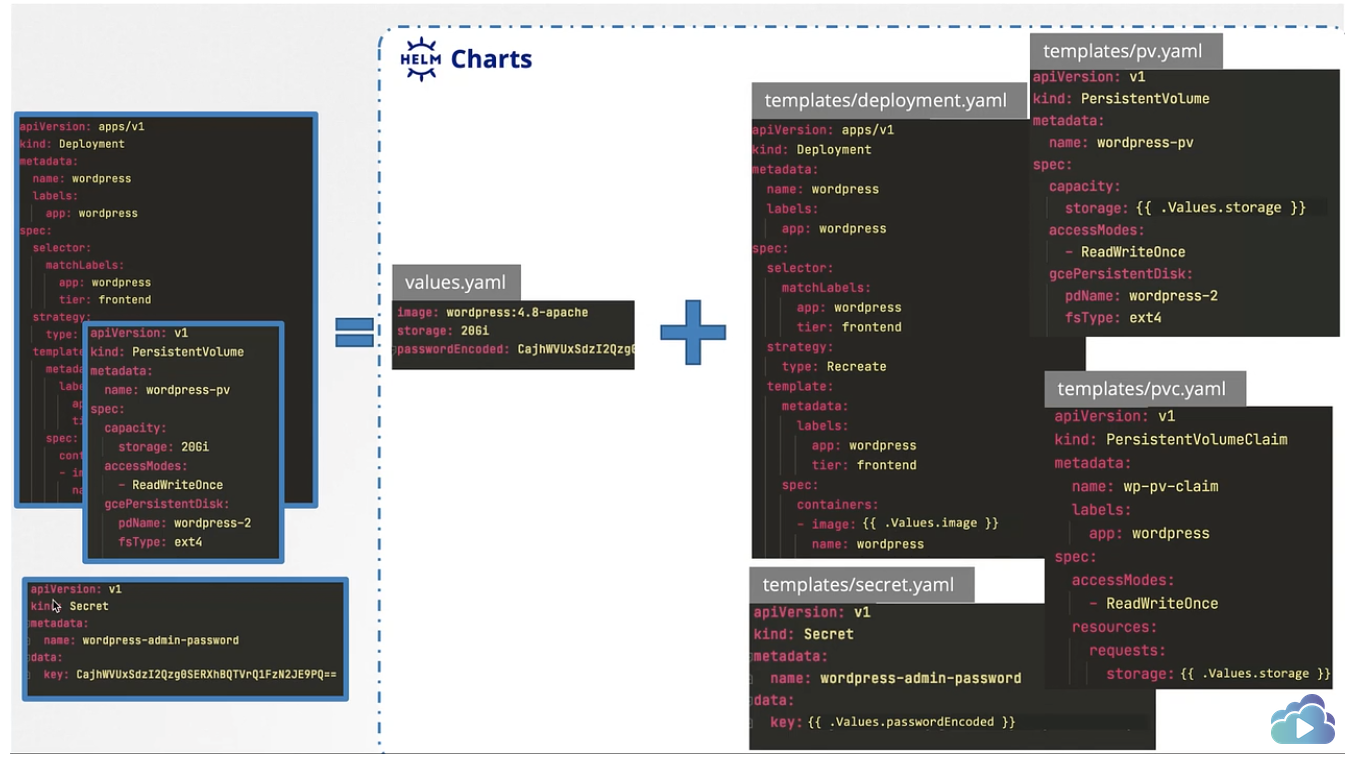 HELM Charts
apiVersion: apps/v1
kind: Deployment
metadata:
name: wordpress
labels:
app: wordpress
spec:
selector:
matchLabels:
app: wordpress
tier: frontend
strategy:
type:
template
spec:
apiVersion: v1
kind: PersistentVolume
metadata:
name: wordpress-pv
spec:
capacity:
storage: 20Gi
accessModes:
- ReadWriteOnce
gcePersistentDisk:
pdName: wordpress-2
fsType: ext4
apiVersion: v1
kind: Secret
metadata:
name: wordpress-admin-password
data:
key: CajhWVUxSdzI2Qzg0SERXhBQTVrQ1FzN2JE9PQ==
values.yaml
image: wordpress:4.8-apache
storage: 20Gi
passwordEncoded: CajhWVUxSdzI2Qzg
templates/deployment.yaml
apiVersion: apps/v1
kind: Deployment
metadata:
name: wordpress
labels:
app: wordpress
spec:
selector:
matchLabels:
app: wordpress
tier: frontend
strategy:
type: Recreate
template:
metadata:
labels:
app: wordpress
tier: frontend
spec:
containers:
- image: {{ .Values.image }}
name: wordpress
templates/secret.yaml
apiVersion: v1
kind: Secret
metadata:
name: wordpress-admin-password
data:
key: {{ .Values.passwordEncoded }}
templates/pv.yaml
apiVersion: v1
kind: PersistentVolume
metadata:
name: wordpress-pv
spec:
capacity:
storage: {{ .Values.storage }}
accessModes:
- ReadWriteOnce
gcePersistentDisk:
pdName: wordpress-2
fsType: ext4
templates/pvc.yaml
apiVersion: v1
kind: PersistentVolumeClaim
metadata:
name: wp-pv-claim
labels:
app: wordpress
spec:
accessModes:
- ReadWriteOnce
resources:
requests:
storage: {{ .Values.storage }}